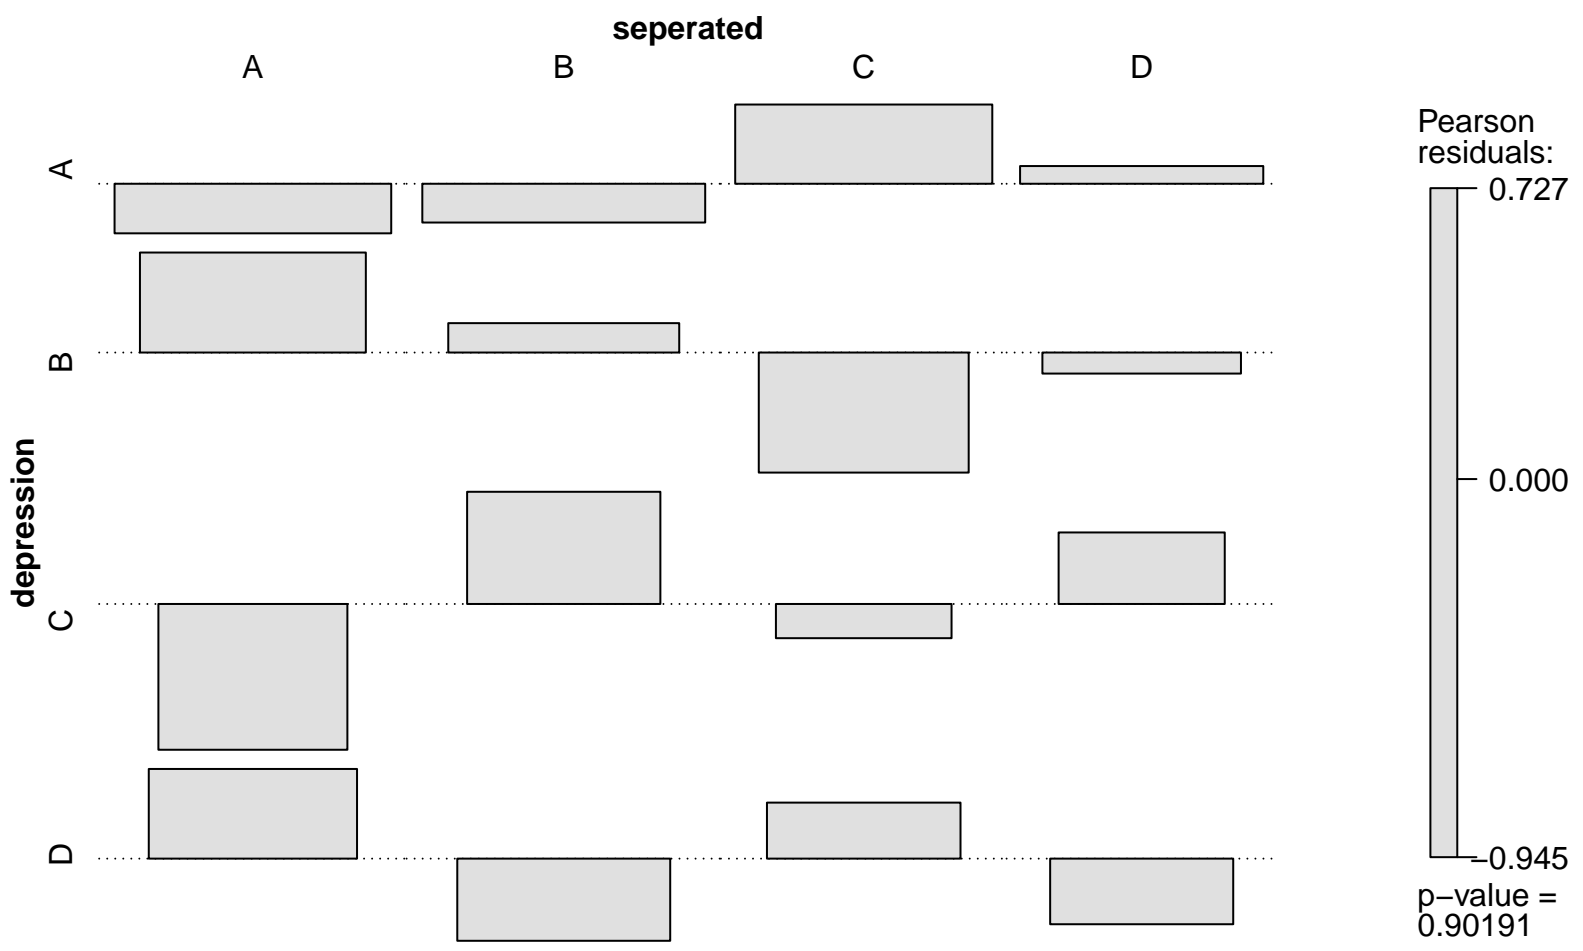 seperated
A B C D
depression
A
B
C
D
Pearson
residuals:
0.727
0.000
−0.945
p−value =
0.90191